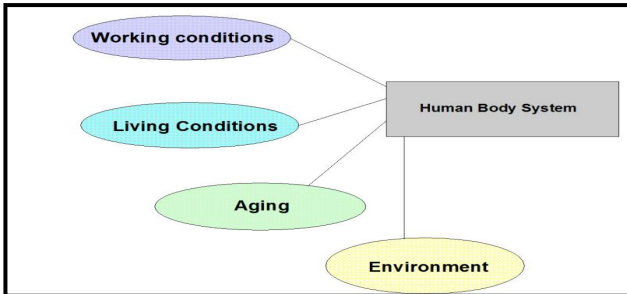 Working conditions
Human Body System
Living Conditions
Aging
Environment